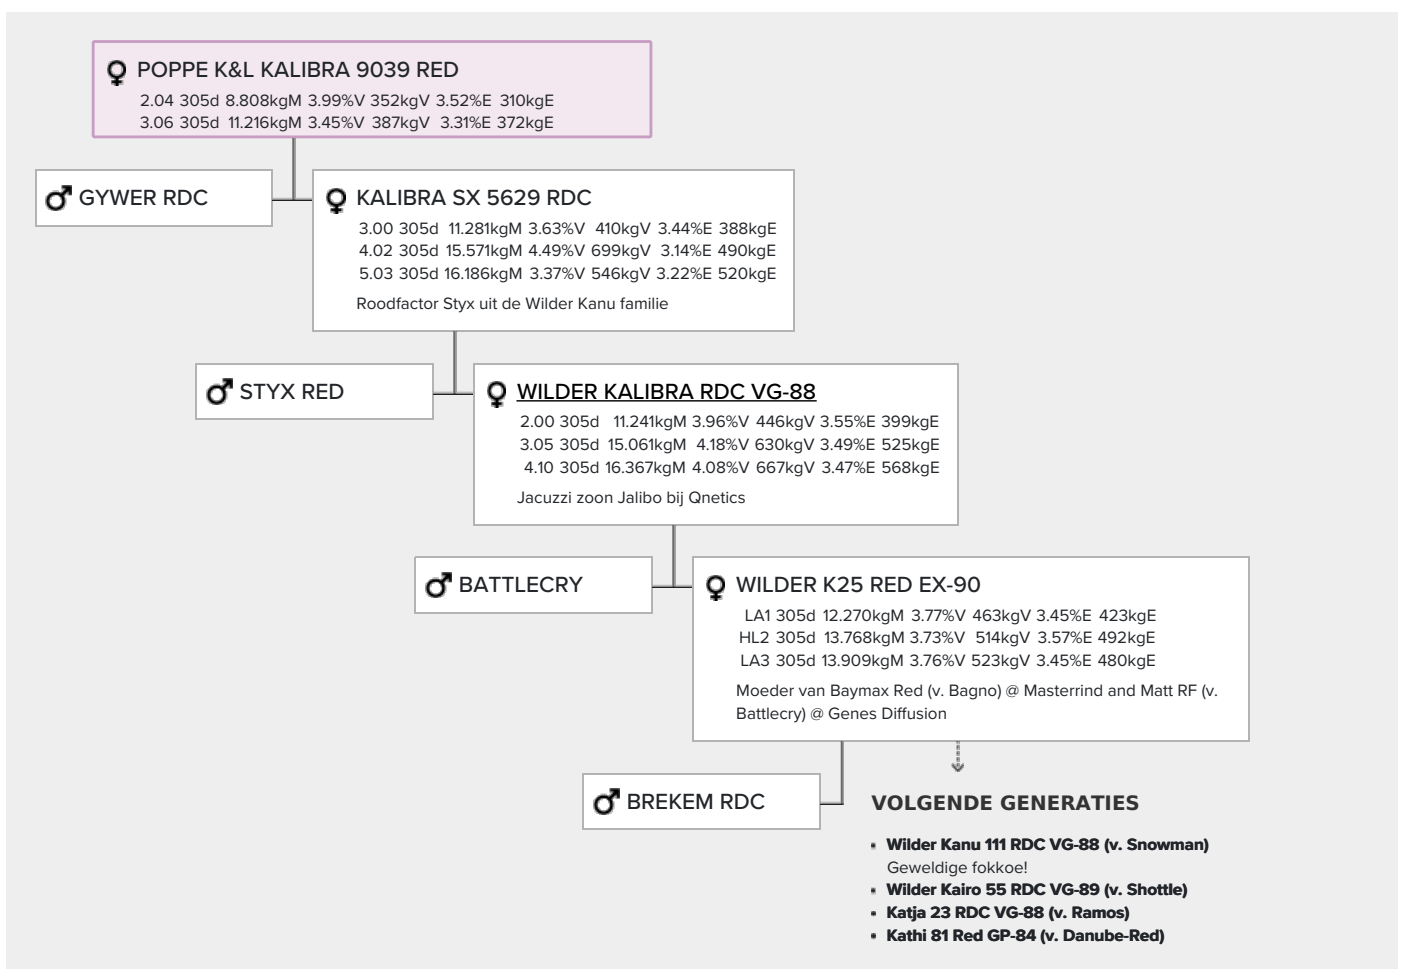 POPPE K&L KALIBRA 9039 RED
2.04 305d 8.808kgM 3.99%V 352kgV 3.52%E 310kgE
3.06 305d 11.216kgM 3.45%V 387kgV 3.31%E 372kgE
GYWER RDC
KALIBRA SX 5629 RDC
3.00 305d 11.281kgM 3.63%V 410kgV 3.44%E 388kgE
4.02 305d 15.571kgM 4.49%V 699kgV 3.14%E 490kgE
5.03 305d 16.186kgM 3.37%V 546kgV 3.22%E 520kgE
Roodfactor Styx uit de Wilder Kanu familie
STYX RED
WILDER KALIBRA RDC VG-88
2.00 305d 11.241kgM 3.96%V 446kgV 3.55%E 399kgE
3.05 305d 15.061kgM 4.18%V 630kgV 3.49%E 525kgE
4.10 305d 16.367kgM 4.08%V 667kgV 3.47%E 568kgE
Jacuzzi zoon Jalibo bij Qnetics
BATTLECRY
WILDER K25 RED EX-90
LA1 305d 12.270kgM 3.77%V 463kgV 3.45%E 423kgE
HL2 305d 13.768kgM 3.73%V 514kgV 3.57%E 492kgE
LA3 305d 13.909kgM 3.76%V 523kgV 3.45%E 480kgE
Moeder van Baymax Red (v. Bagno) @ Masterrind and Matt RF (v.
Battlecry) @ Genes Diffusion
BREKEM RDC
VOLGENDE GENERATIES
• Wilder Kanu 111 RDC VG-88 (v. Snowman)
Geweldige fokkoe!
• Wilder Kairo 55 RDC VG-89 (v. Shottle)
• Katja 23 RDC VG-88 (v. Ramos)
• Kathi 81 Red GP-84 (v. Danube-Red)